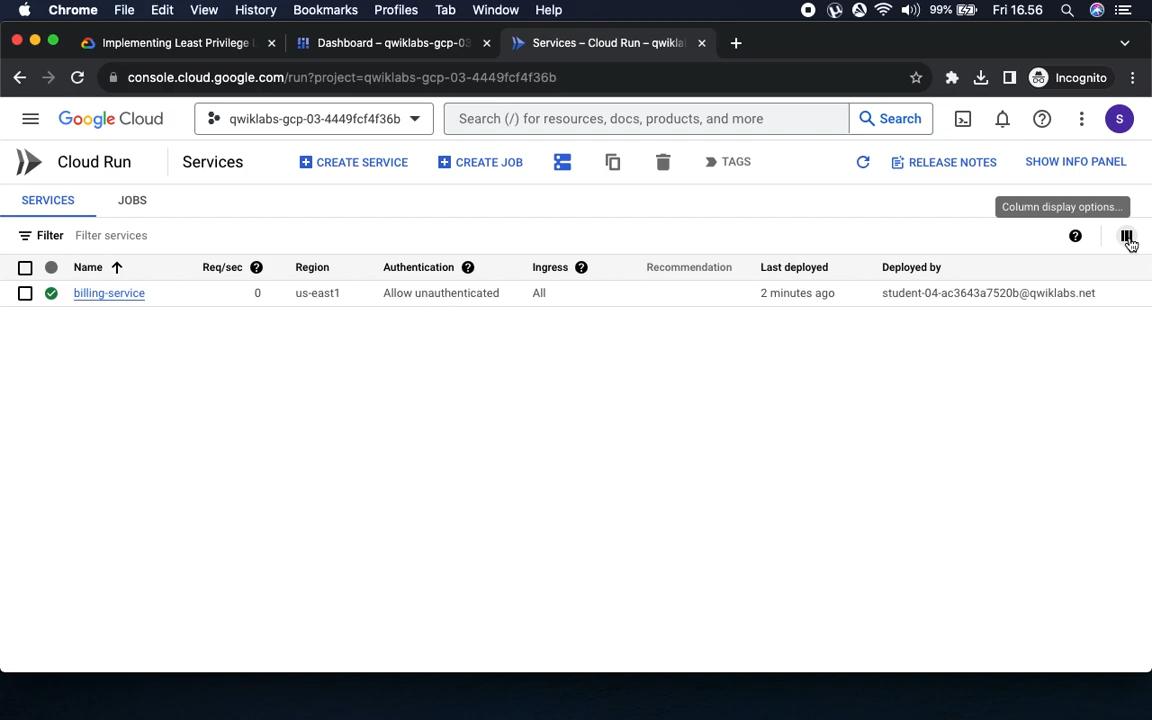 Chrome File Edit View History Bookmarks Profiles Tab Window Help 99% Fri 16.56
Implementing Least Privilege Dashboard – qwiklabs-gcp-03 Services – Cloud Run – qwikla
console.cloud.google.com/run?project=qwiklabs-gcp-03-4449fcf4f36b Incognito
Google Cloud qwiklabs-gcp-03-4449fcf4f36b Search (/) for resources, docs, products, and more Search S
Cloud Run Services CREATE SERVICE CREATE JOB TAGS RELEASE NOTES SHOW INFO PANEL
SERVICES JOBS
Column display options...
Filter Filter services
Name Req/sec Region Authentication Ingress Recommendation Last deployed Deployed by
billing-service 0 us-east1 Allow unauthenticated All 2 minutes ago student-04-ac3643a7520b@qwiklabs.net